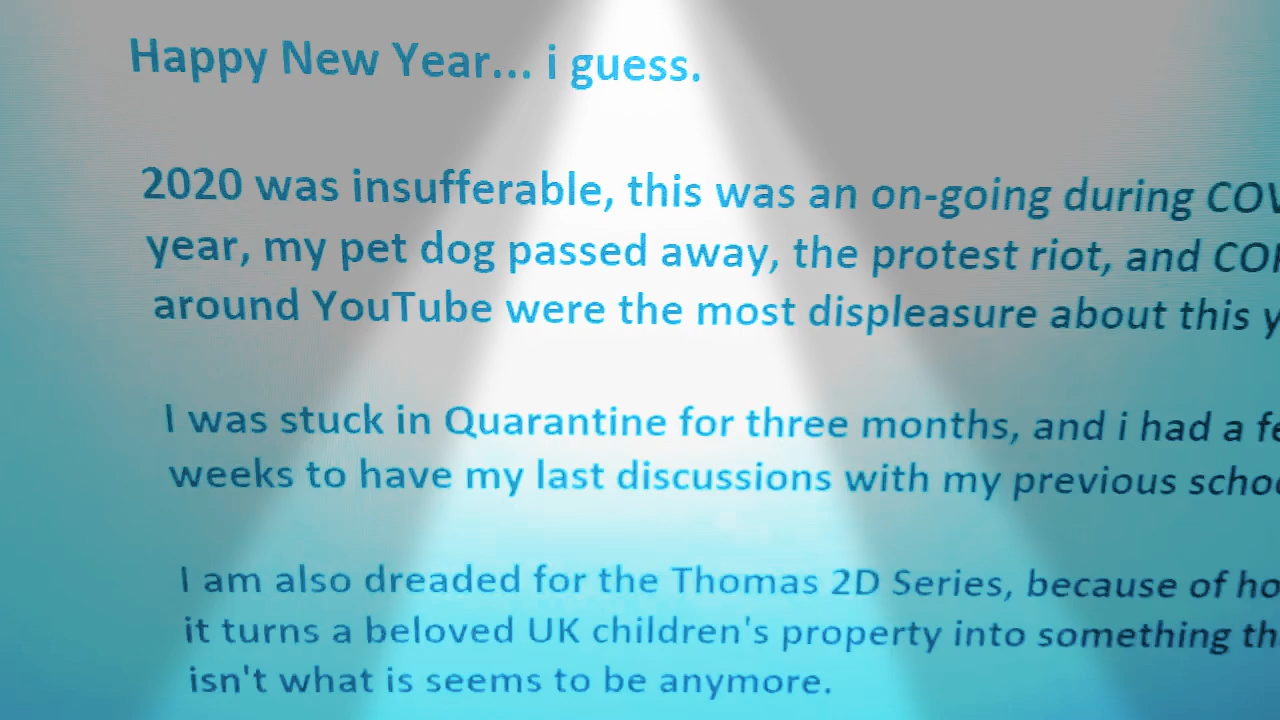 Happy New Year... i guess.
2020 was insufferable, this was an on-going during
year, my pet dog passed away, the protest riot, and
around YouTube were the most displeasure about this
I was stuck in Quarantine for three months, and i had a
weeks to have my last discussions with my previous
I am also dreaded for the Thomas 2D Series, because of
it turns a beloved UK children's property into something
isn't what is seems to be anymore.